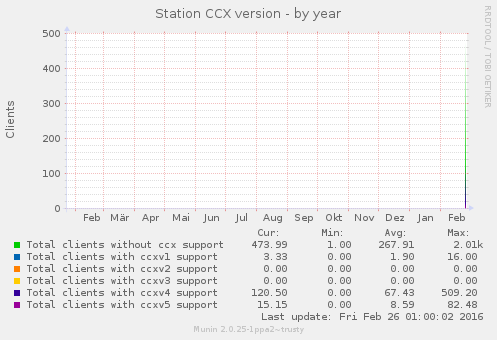 Station CCX version - by year
RRDTOOL / TOBI OETIKER
Clients
500
400
300
200
100
0
Feb Mär Apr Mai Jun Jul Aug Sep Okt Nov Dez Jan Feb
Cur: Min: Avg: Max:
Total clients without ccx support 473.99 1.00 267.91 2.01k
Total clients with ccxv1 support 3.33 0.00 1.90 16.00
Total clients with ccxv2 support 0.00 0.00 0.00 0.00
Total clients with ccxv3 support 0.00 0.00 0.00 0.00
Total clients with ccxv4 support 120.50 0.00 67.43 509.20
Total clients with ccxv5 support 15.15 0.00 8.59 82.48
Last update: Fri Feb 26 01:00:02 2016
Munin 2.0.25-1ppa2~trusty